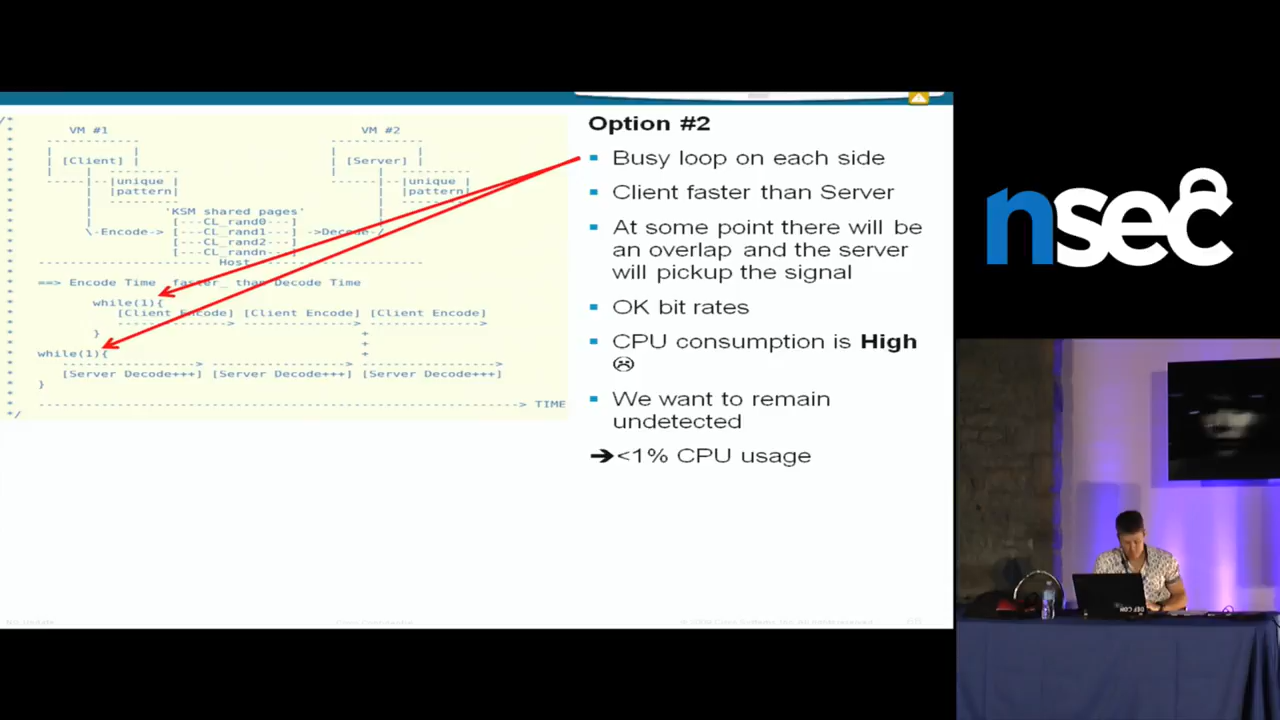 /*
* VM #1 VM #2
* ----------- -----------
* | | | |
* | [Client] | | [Server] |
* | | --------- | | ---------
* -----|--|unique | -----|--|unique |
* | |pattern| | |pattern|
* | --------- | ---------
* | 'KSM shared pages' |
* | [---CL_rand0---] |
* \-Encode-> [---CL_rand1---] ->Decode-/
* [---CL_rand2---]
* [---CL_randn---]
* Host
* ==> Encode Time _faster_ than Decode Time
* while(1){
* [Client Encode] [Client Encode] [Client Encode]
* ---------------> ---------------> --------------->
* } +
* +
* while(1){ +
* [Server Decode+++] [Server Decode+++] [Server Decode+++]
* }
* -----> TIME
*/
Option #2
Busy loop on each side
Client faster than Server
At some point there will be
an overlap and the server
will pickup the signal
OK bit rates
CPU consumption is High
☹
We want to remain
undetected
➔<1% CPU usage
nsec
DEF CON